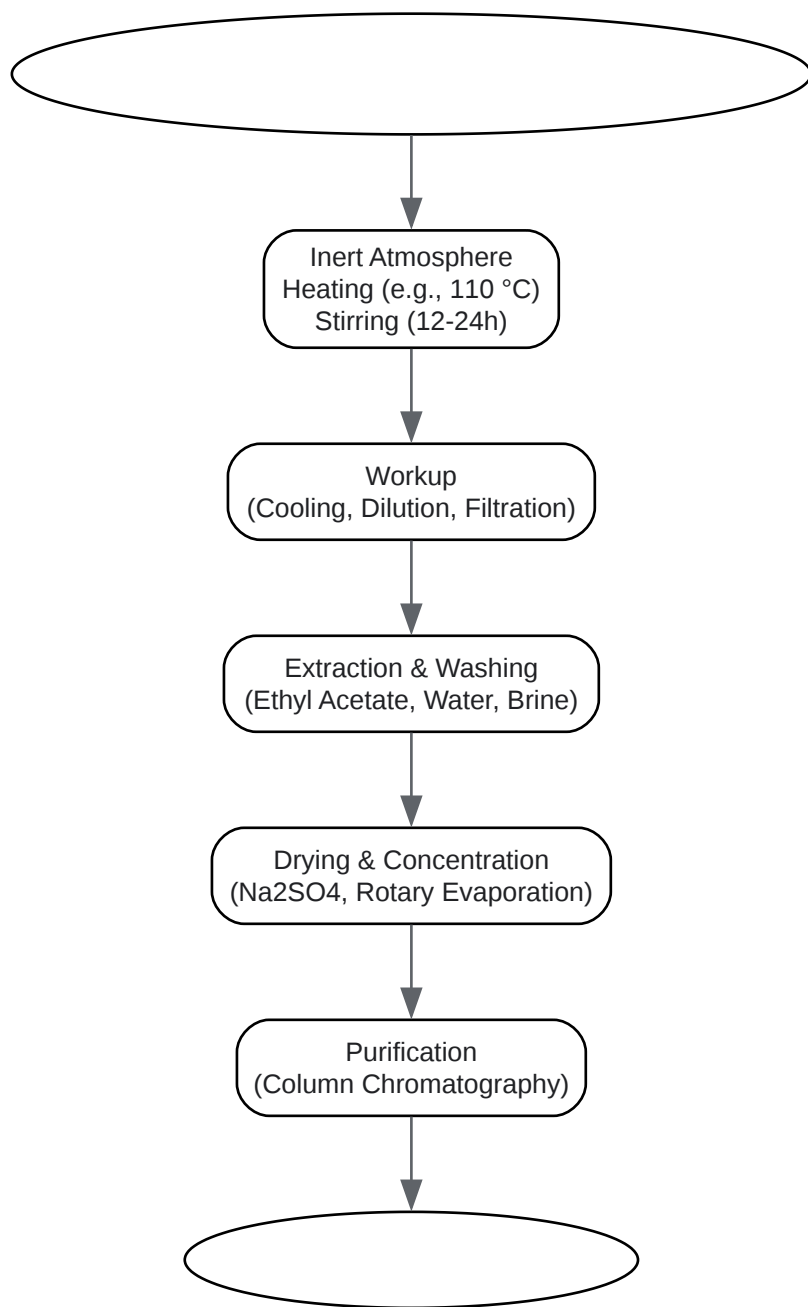 Inert Atmosphere
Heating (e.g., 110 °C)
Stirring (12-24h)
Workup
(Cooling, Dilution, Filtration)
Extraction & Washing
(Ethyl Acetate, Water, Brine)
Drying & Concentration
(Na2SO4, Rotary Evaporation)
Purification
(Column Chromatography)